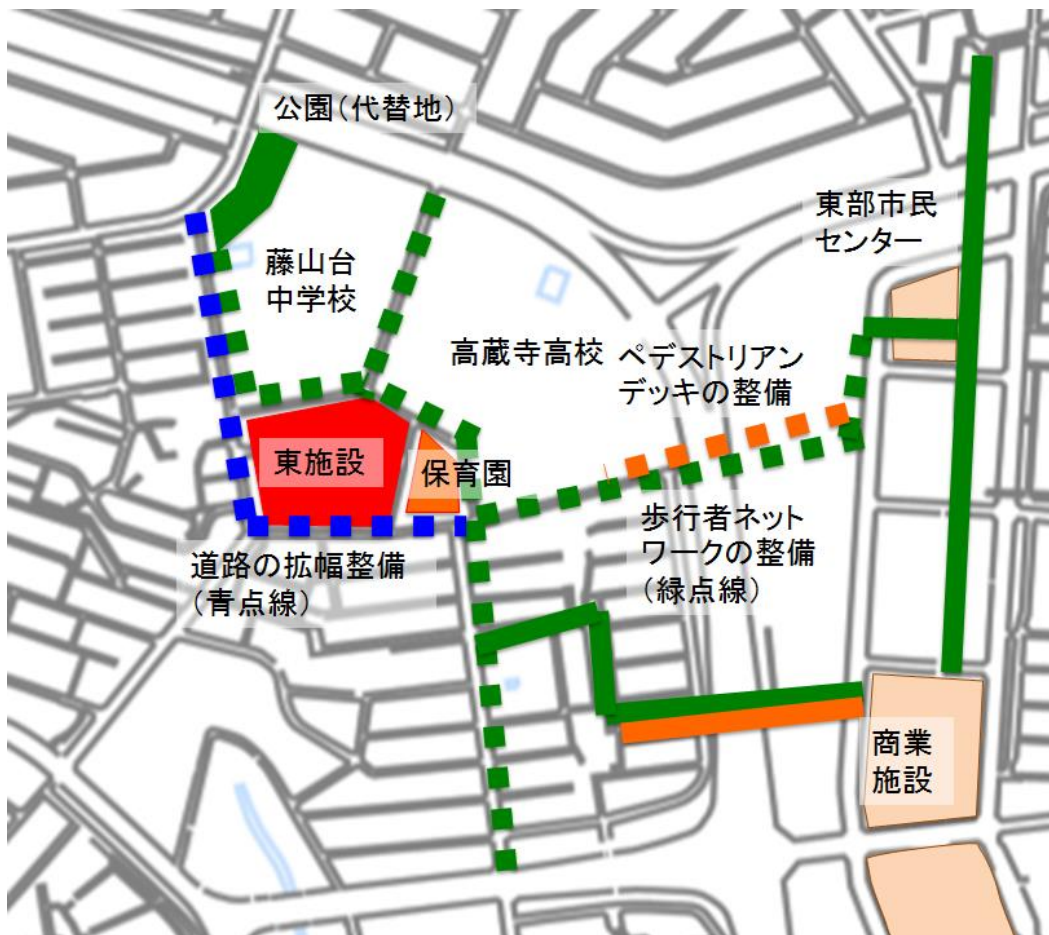 公園(代替地)
東部市民
センター
藤山台
中学校
高蔵寺高校
ペデストリアン
デッキの整備
東施設
保育園
歩行者ネット
ワークの整備
(緑点線)
道路の拡幅整備
(青点線)
商業
施設